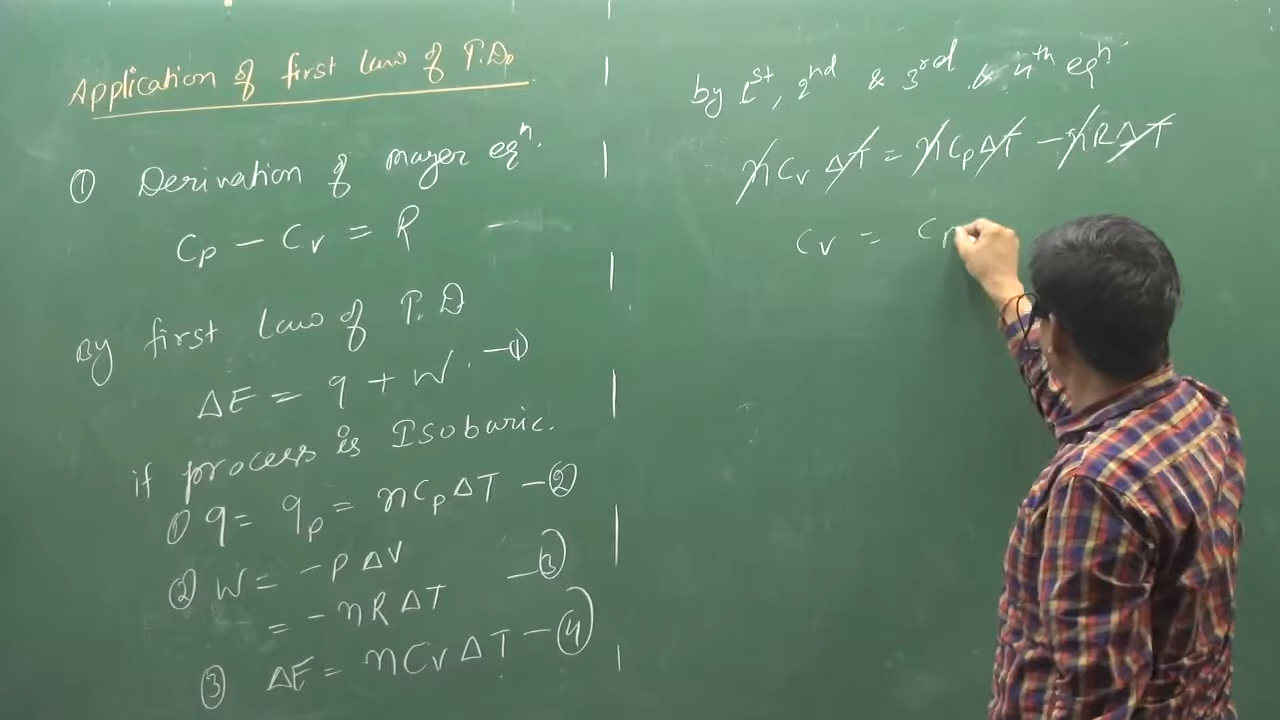 Application of first law of T.D.
① Derivation of mayer eqⁿ.
Cp – Cv = R
By first law of T.D
ΔE = q + W. –①
if process is Isobaric.
① q = qp = nCpΔT –②
② W = –PΔV
= –nRΔT –③
③ ΔE = nCvΔT –④
by 1st, 2nd & 3rd & 4th eqⁿ
nCvΔT = nCpΔT – nRΔT
Cv = Cp